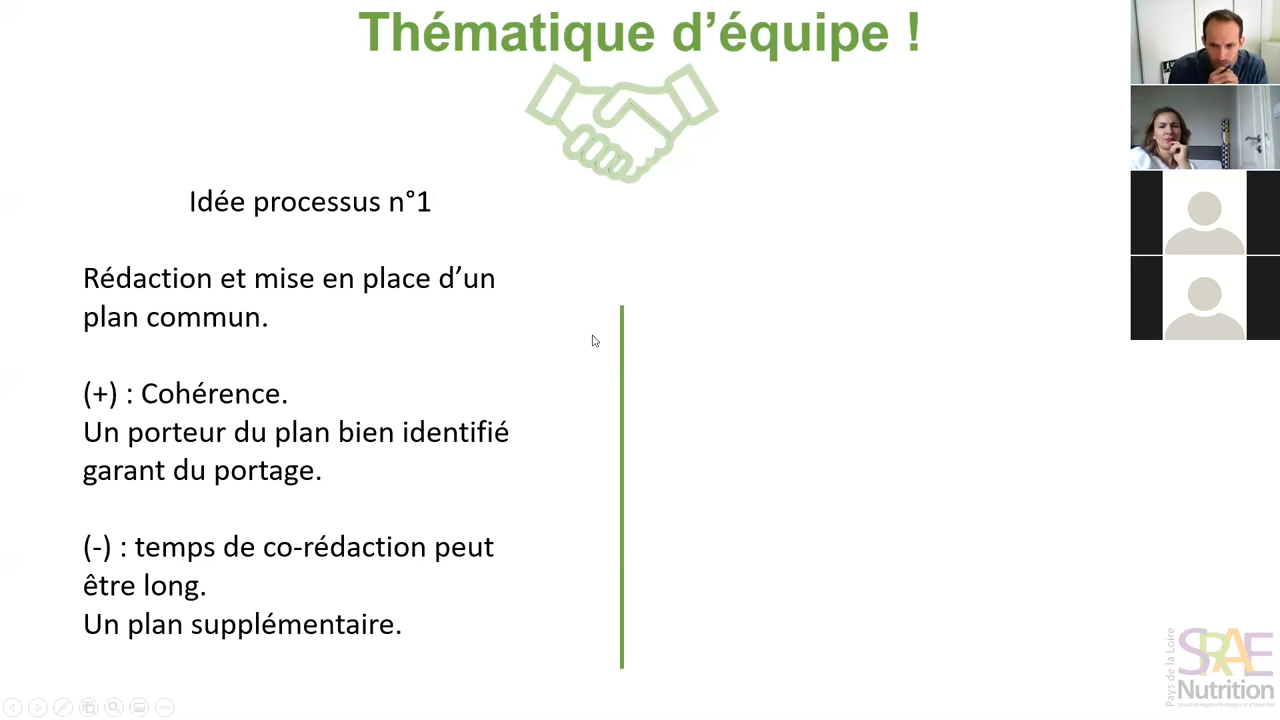 Thématique d'équipe !
Idée processus n°1
Rédaction et mise en place d'un
plan commun.
(+) : Cohérence.
Un porteur du plan bien identifié
garant du portage.
(-) : temps de co-rédaction peut
être long.
Un plan supplémentaire.
Pays de la Loire
SRAE
Nutrition